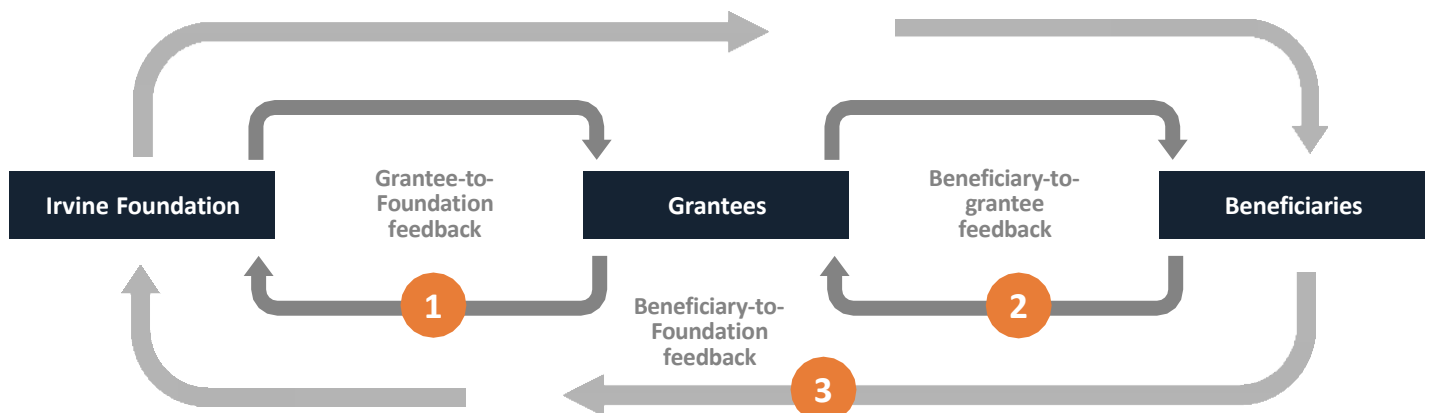 Irvine Foundation
Grantee-to-
Foundation
feedback
Grantees
Beneficiary-to-
grantee
feedback
Beneficiaries
1
2
Beneficiary-to-
Foundation
feedback
3